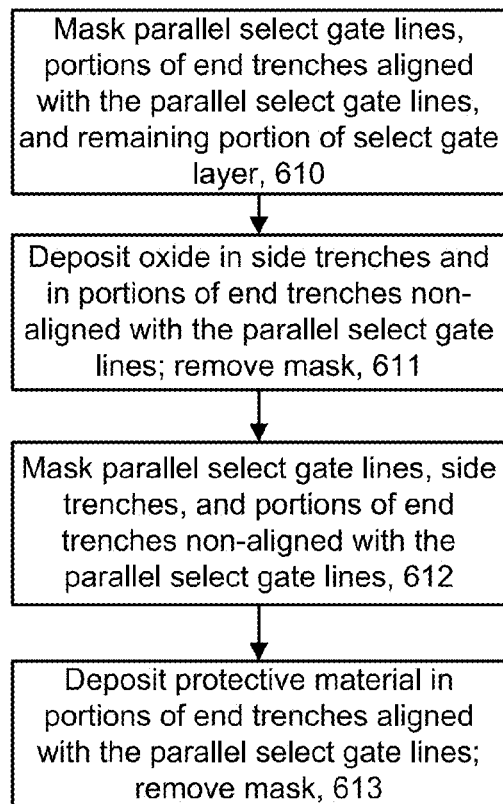 Mask parallel select gate lines,
portions of end trenches aligned
with the parallel select gate lines,
and remaining portion of select gate
layer, 610
Deposit oxide in side trenches and
in portions of end trenches non-
aligned with the parallel select gate
lines; remove mask, 611
Mask parallel select gate lines, side
trenches, and portions of end
trenches non-aligned with the
parallel select gate lines, 612
Deposit protective material in
portions of end trenches aligned
with the parallel select gate lines;
remove mask, 613